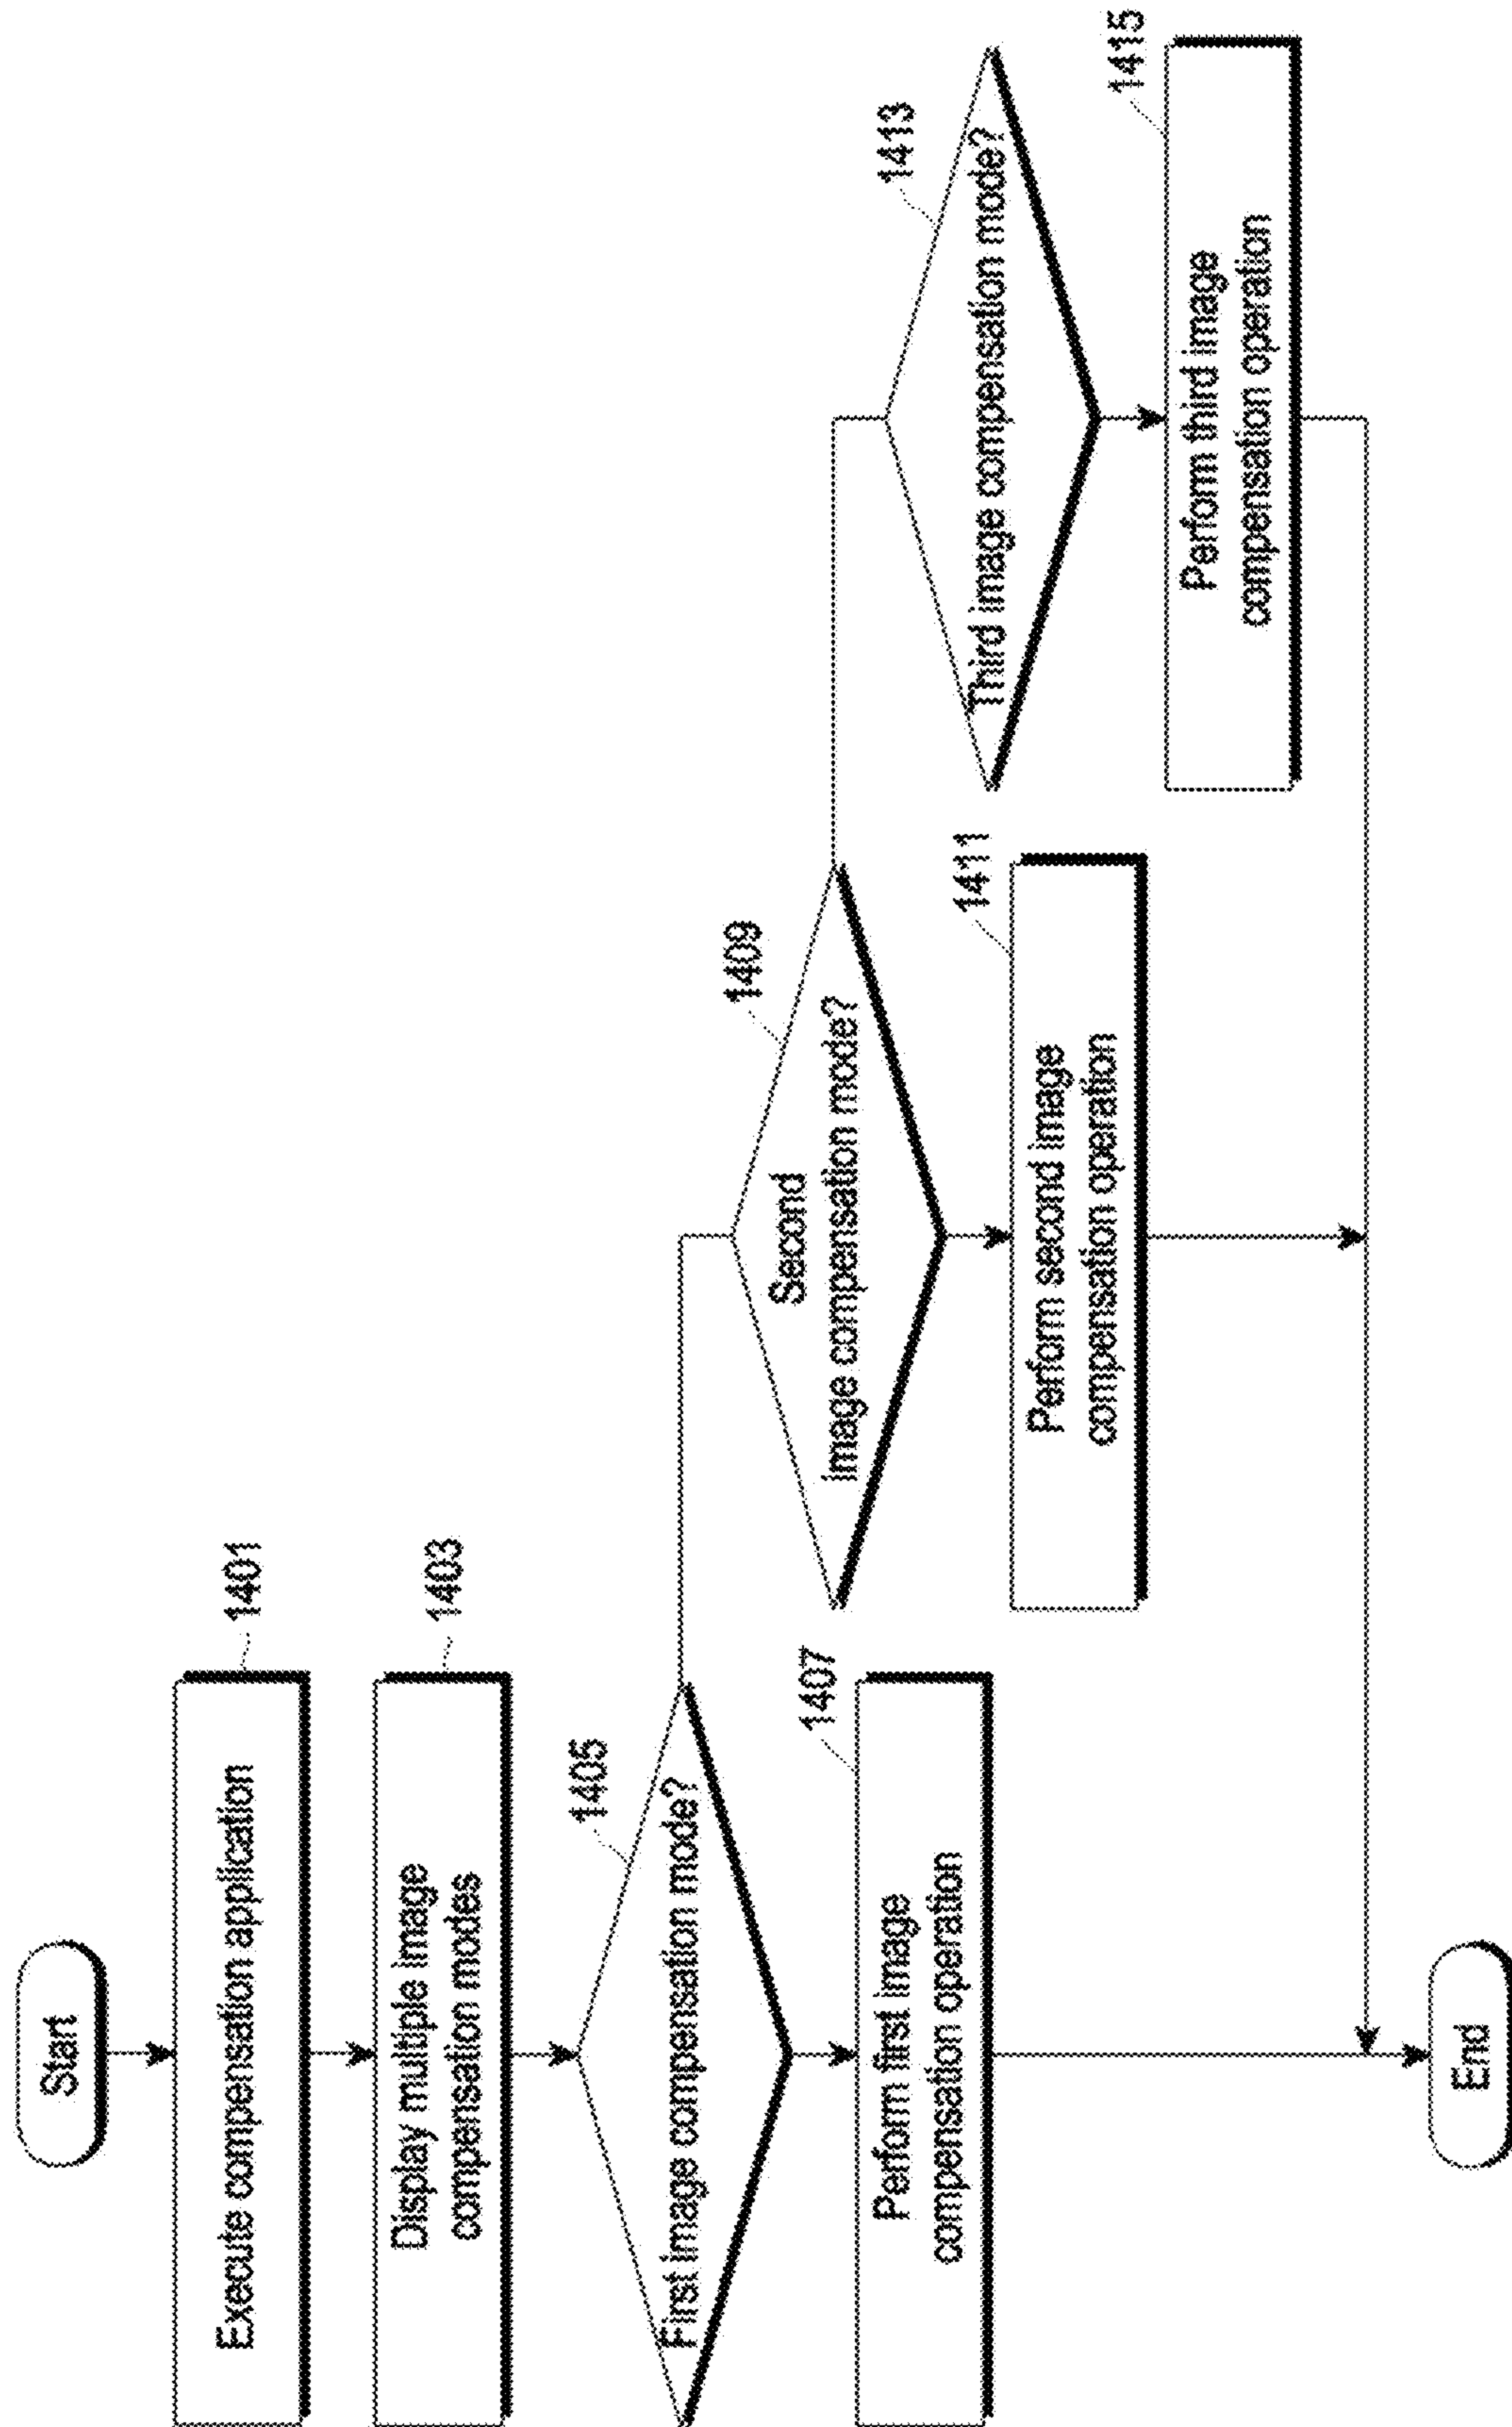 Start
1401
Execute compensation application
1403
Display multiple image
compensation modes
1405
First image compensation mode?
1407
Perform first image
compensation operation
1409
Second
image compensation mode?
1411
Perform second image
compensation operation
1413
Third image compensation mode?
1415
Perform third image
compensation operation
End